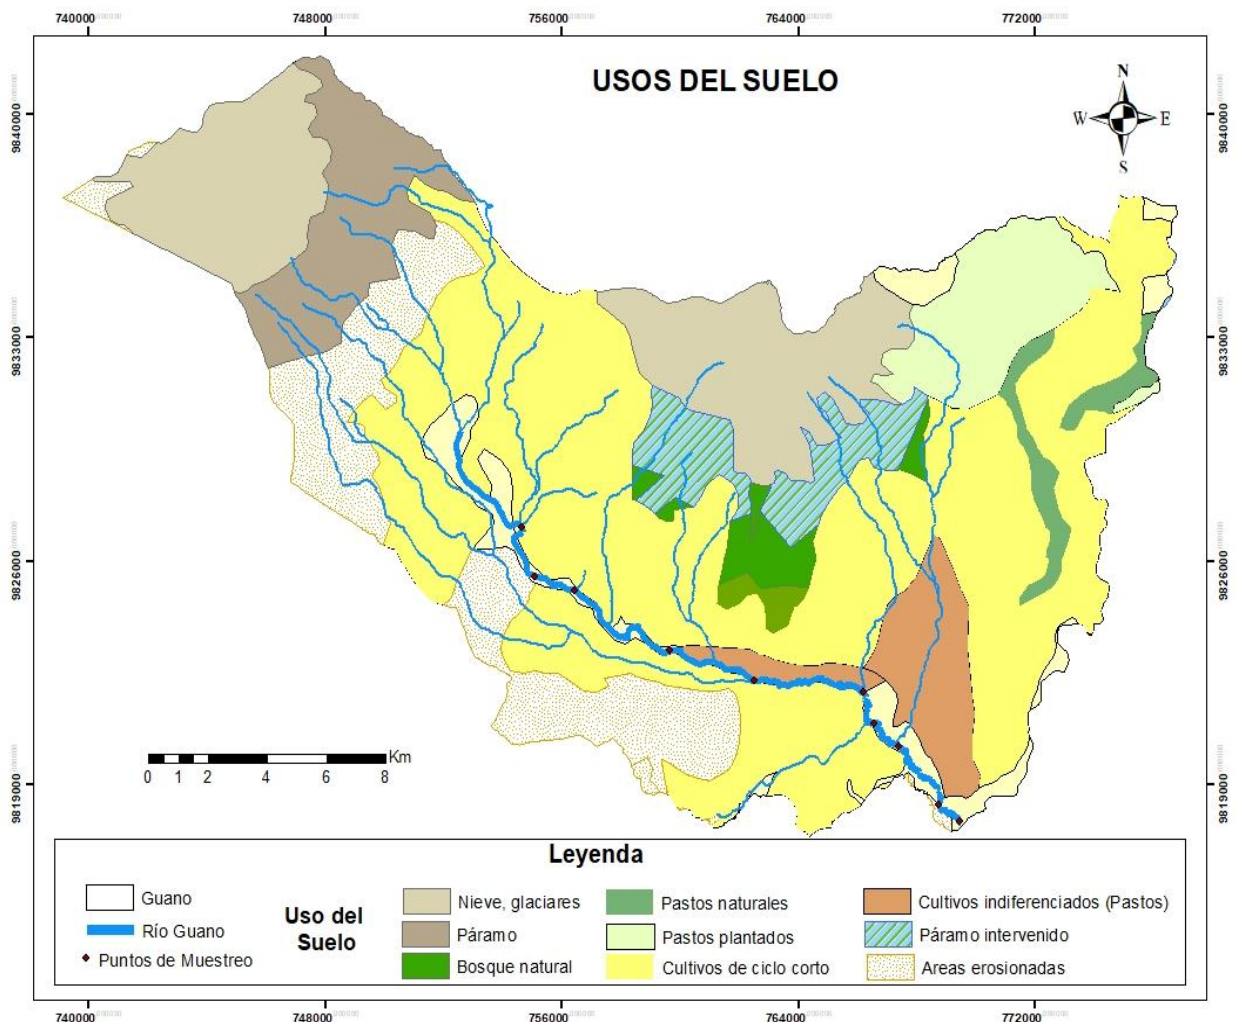 740000 748000 756000 764000 772000
USOS DEL SUELO
N
W E
S
9840000 9840000
9833000 9833000
9826000 9826000
9819000 9819000
Km
0 1 2 4 6 8
Leyenda
Guano
Río Guano
Puntos de Muestreo
Uso del
Suelo
Nieve, glaciares
Páramo
Bosque natural
Pastos naturales
Pastos plantados
Cultivos de ciclo corto
Cultivos indiferenciados (Pastos)
Páramo intervenido
Areas erosionadas
740000 748000 756000 764000 772000